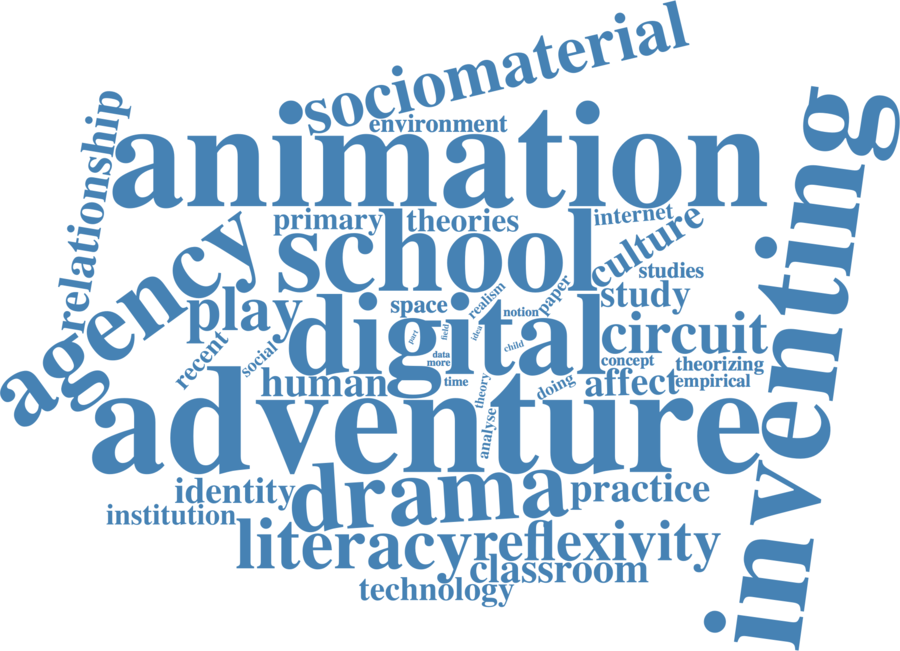 sociomaterial
environment
relationship
animation
inventing
primary
theories
internet
culture
agency
school
studies
play
space
realism
notion
paper
study
digital
circuit
part
field
idea
child
data
more
time
recent
social
human
concept
theorizing
empirical
affect
doing
theory
analyse
adventure
identity
drama
practice
institution
literacy
reflexivity
classroom
technology